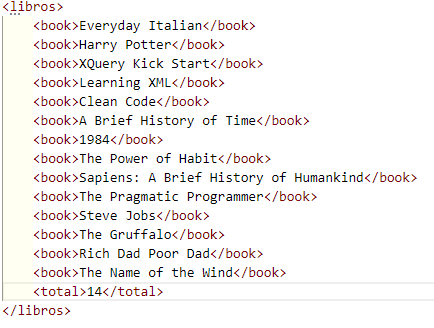 <libros>
<book>Everyday Italian</book>
<book>Harry Potter</book>
<book>XQuery Kick Start</book>
<book>Learning XML</book>
<book>Clean Code</book>
<book>A Brief History of Time</book>
<book>1984</book>
<book>The Power of Habit</book>
<book>Sapiens: A Brief History of Humankind</book>
<book>The Pragmatic Programmer</book>
<book>Steve Jobs</book>
<book>The Gruffalo</book>
<book>Rich Dad Poor Dad</book>
<book>The Name of the Wind</book>
<total>14</total>
</libros>